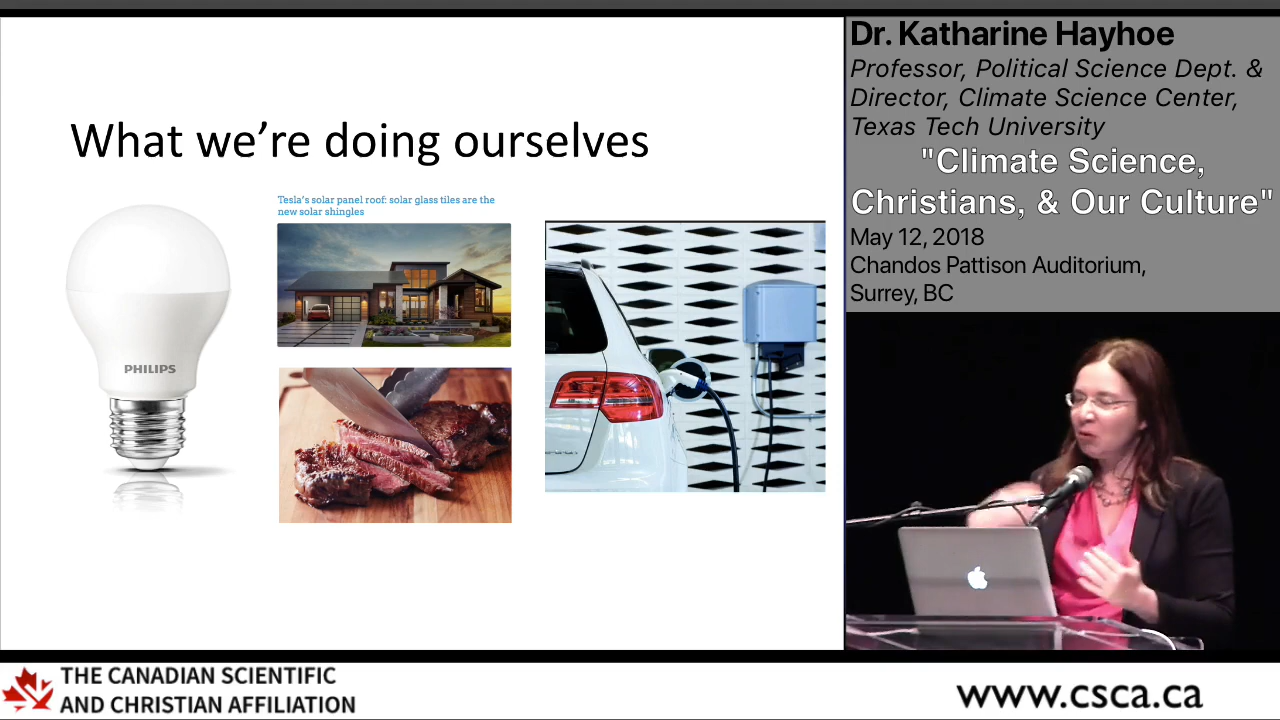 What we're doing ourselves
Tesla's solar panel roof: solar glass tiles are the
new solar shingles
PHILIPS
Dr. Katharine Hayhoe
Professor, Political Science Dept. &
Director, Climate Science Center,
Texas Tech University
"Climate Science,
Christians, & Our Culture"
May 12, 2018
Chandos Pattison Auditorium,
Surrey, BC
THE CANADIAN SCIENTIFIC
AND CHRISTIAN AFFILIATION
www.csca.ca